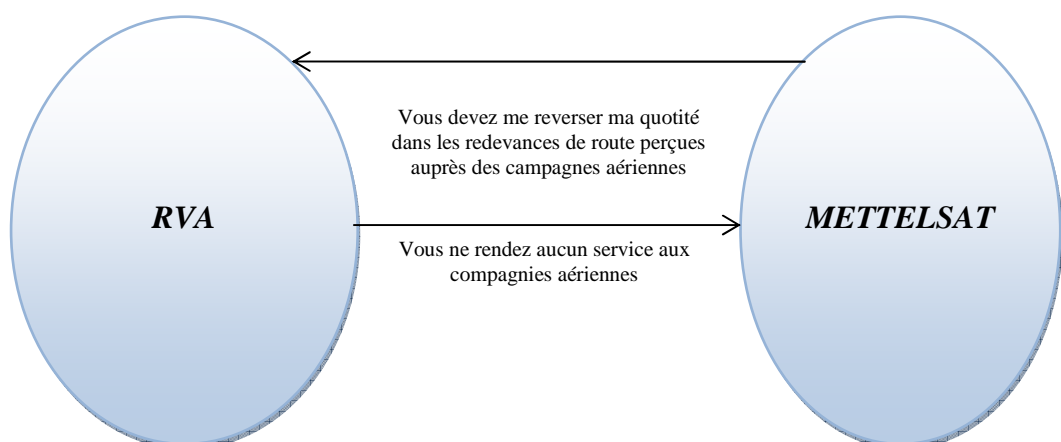 Vous devez me reverser ma quotité
dans les redevances de route perçues
auprès des campagnes aériennes
RVA
METTELSAT
Vous ne rendez aucun service aux
compagnies aériennes